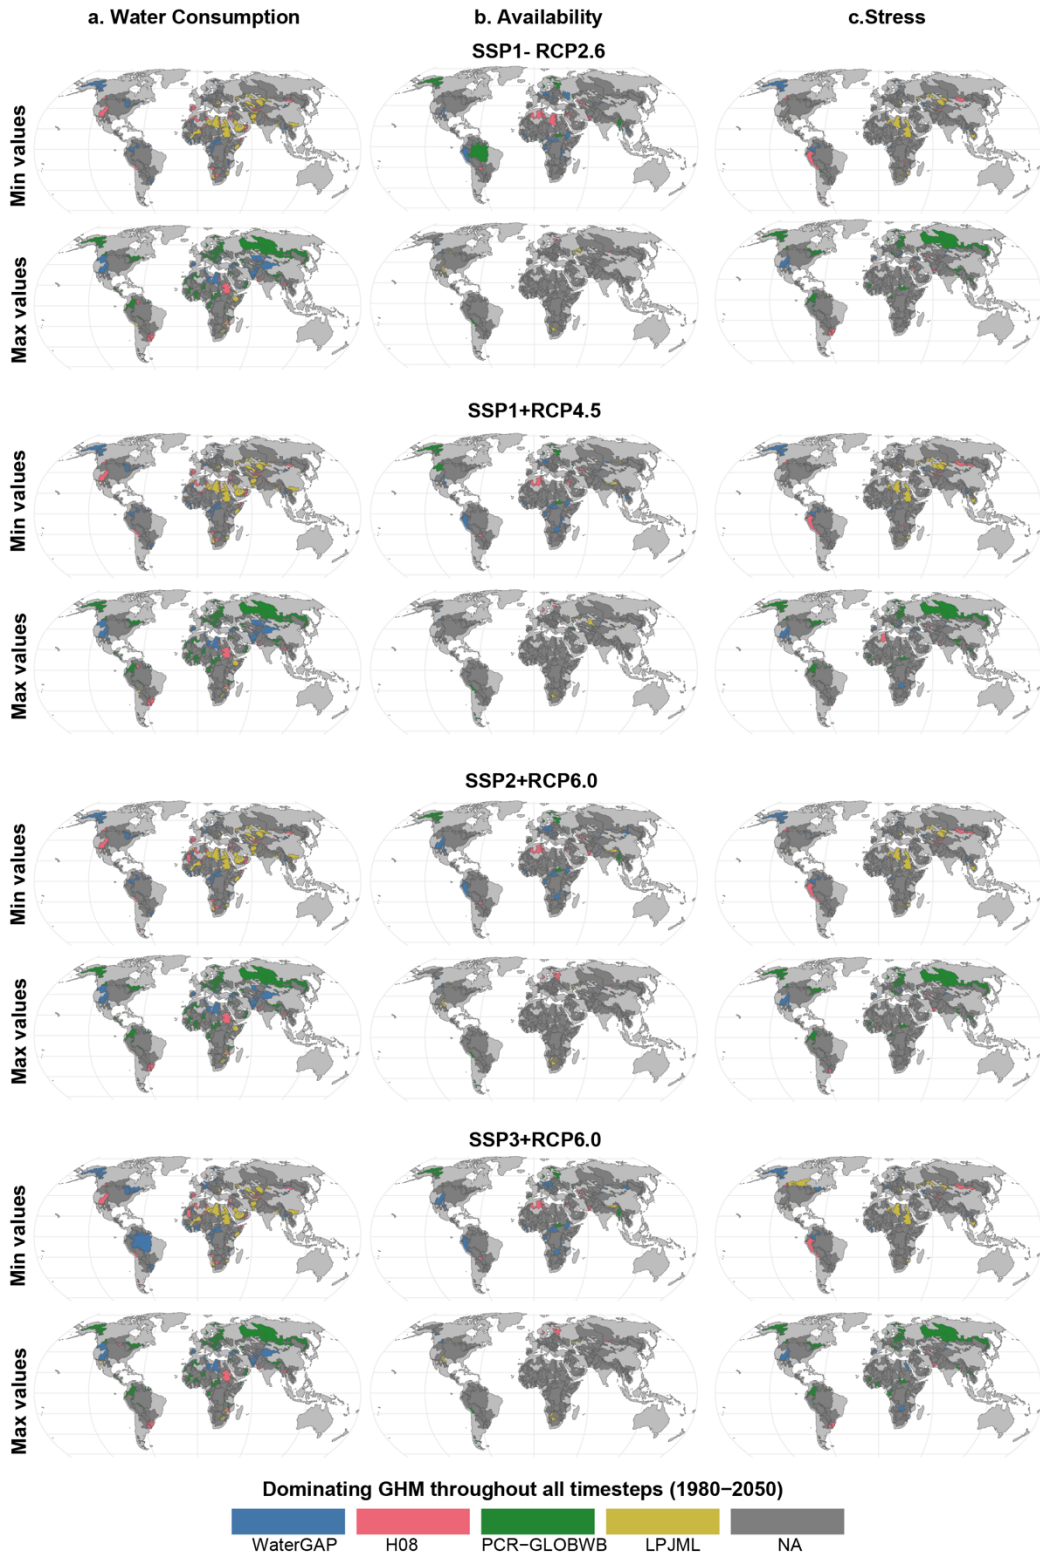 a. Water Consumption
b. Availability
c.Stress
SSP1- RCP2.6
Min values
Max values
SSP1+RCP4.5
Min values
Max values
SSP2+RCP6.0
Min values
Max values
SSP3+RCP6.0
Min values
Max values
Dominating GHM throughout all timesteps (1980−2050)
WaterGAP
H08
PCR−GLOBWB
LPJML
NA